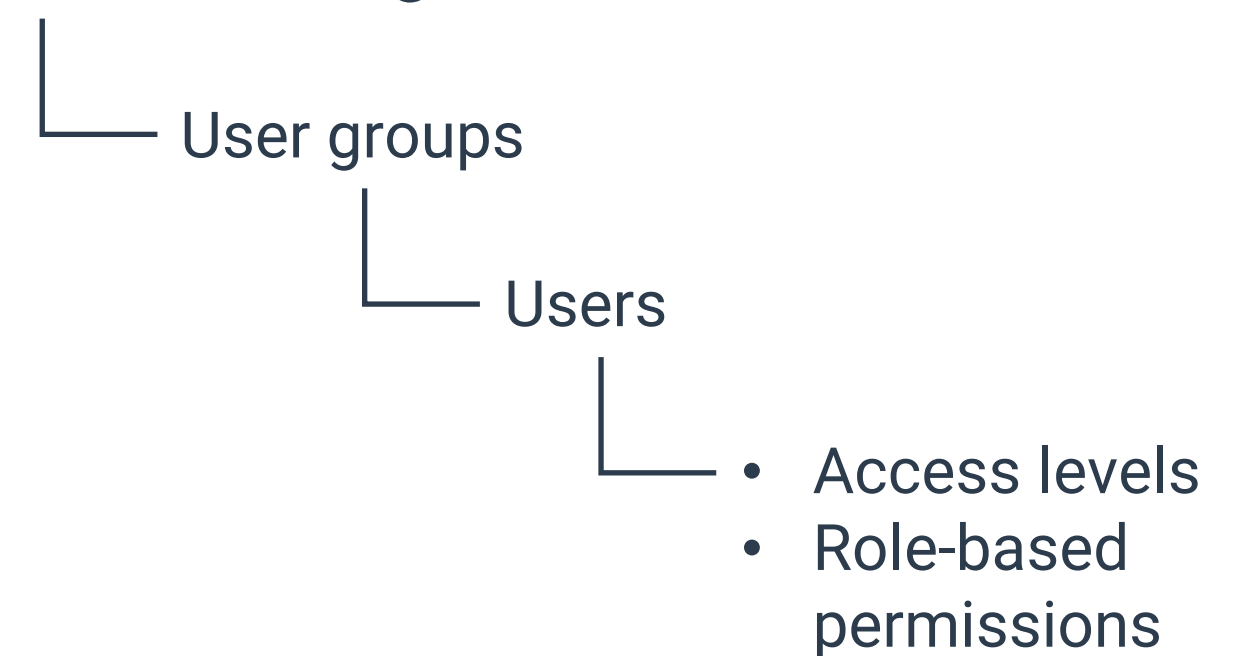 User groups
Users
• Access levels
• Role-based
permissions